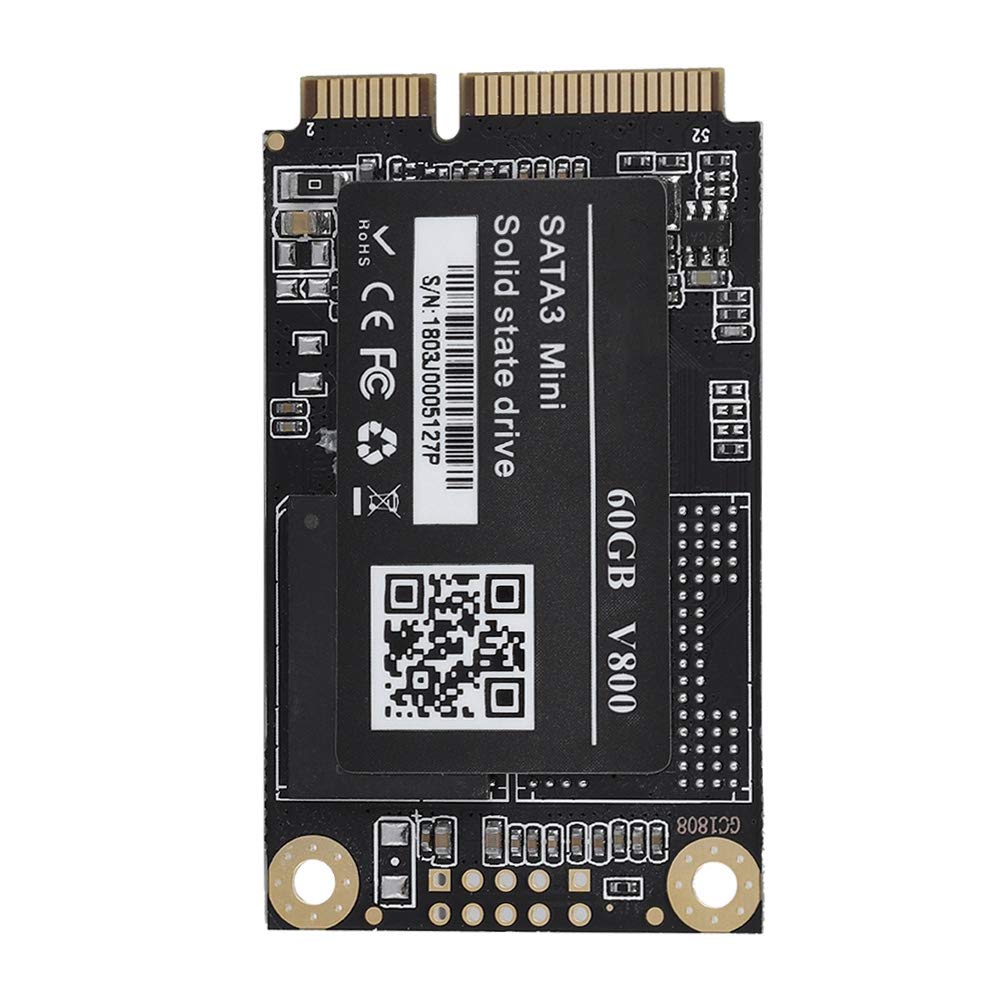 2
52
SATA3 Mini
Solid state drive
S/N:1803J0005127P
RoHS
CE FC
60GB V800
GC1808